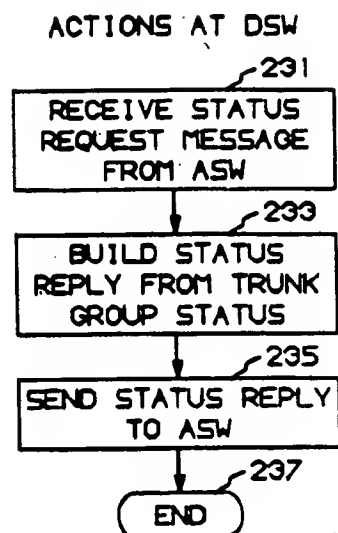 ACTIONS AT DSW
231
RECEIVE STATUS
REQUEST MESSAGE
FROM ASW
233
BUILD STATUS
REPLY FROM TRUNK
GROUP STATUS
235
SEND STATUS REPLY
TO ASW
237
END